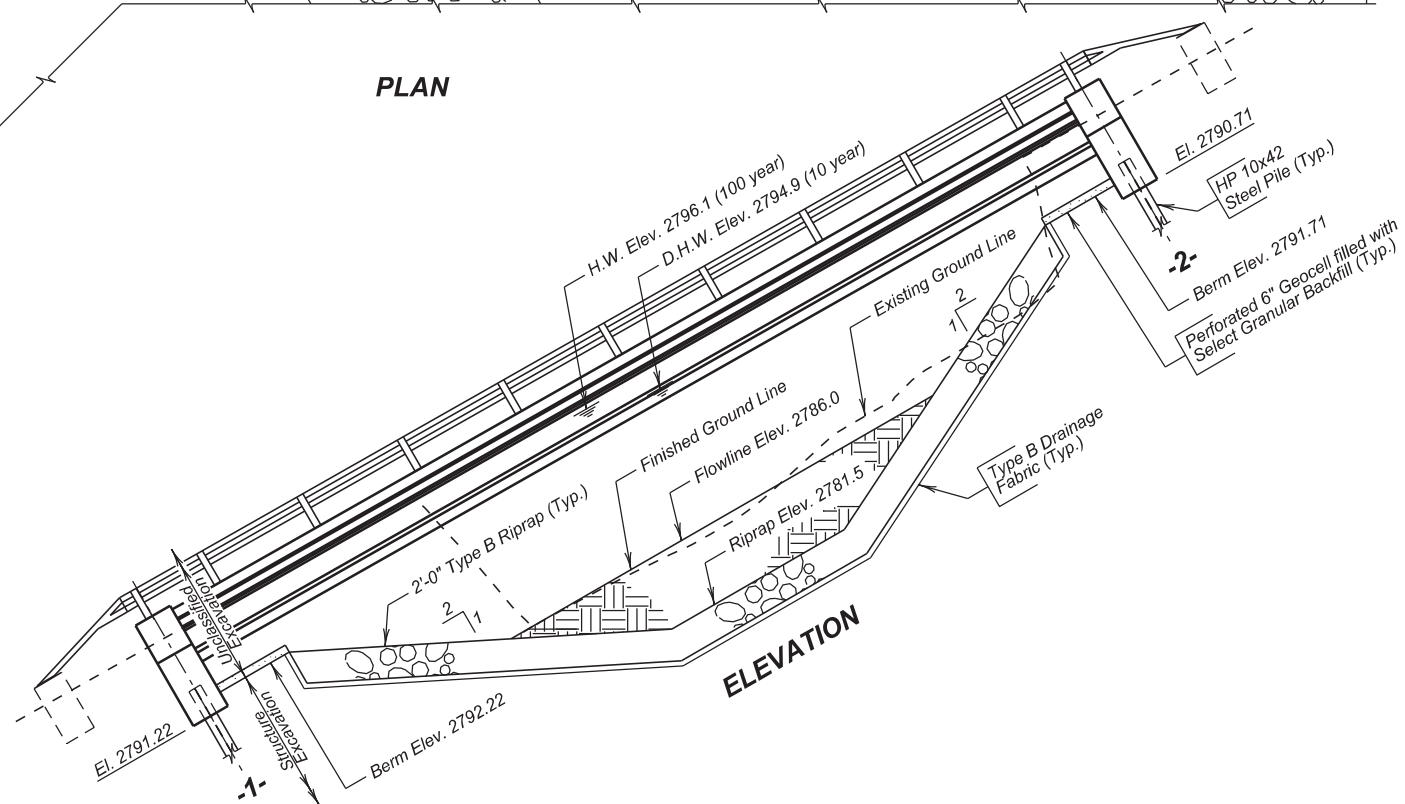 PLAN
H.W. Elev. 2796.1 (100 year)
D.H.W. Elev. 2794.9 (10 year)
El. 2790.71
HP 10x42
Steel Pile (Typ.)
-2-
Berm Elev. 2791.71
Perforated 6" Geocell filled with
Select Granular Backfill (Typ.)
Existing Ground Line
2
1
Finished Ground Line
Flowline Elev. 2786.0
Riprap Elev. 2781.5
Type B Drainage
Fabric (Typ.)
2'-0" Type B Riprap (Typ.)
2
1
Unclassified
Excavation
Structure
Excavation
Berm Elev. 2792.22
El. 2791.22
-1-
ELEVATION